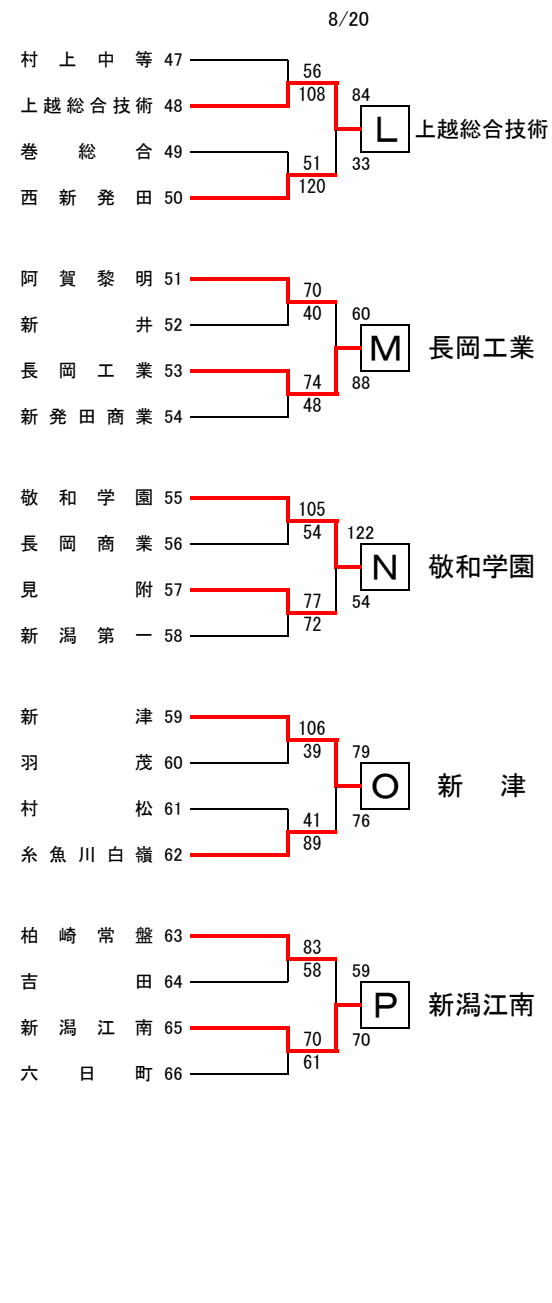 8/20
村上中等 47
56
上越総合技術 48
108
84
L 上越総合技術
巻総合 49
51
33
西新発田 50
120
阿賀黎明 51
70
新井 52
40
60
M 長岡工業
長岡工業 53
74
88
新発田商業 54
48
敬和学園 55
105
長岡商業 56
54
122
N 敬和学園
見附 57
77
54
新潟第一 58
72
新津 59
106
羽茂 60
39
79
O 新津
村松 61
41
76
糸魚川白嶺 62
89
柏崎常盤 63
83
吉田 64
58
59
P 新潟江南
新潟江南 65
70
70
六日町 66
61